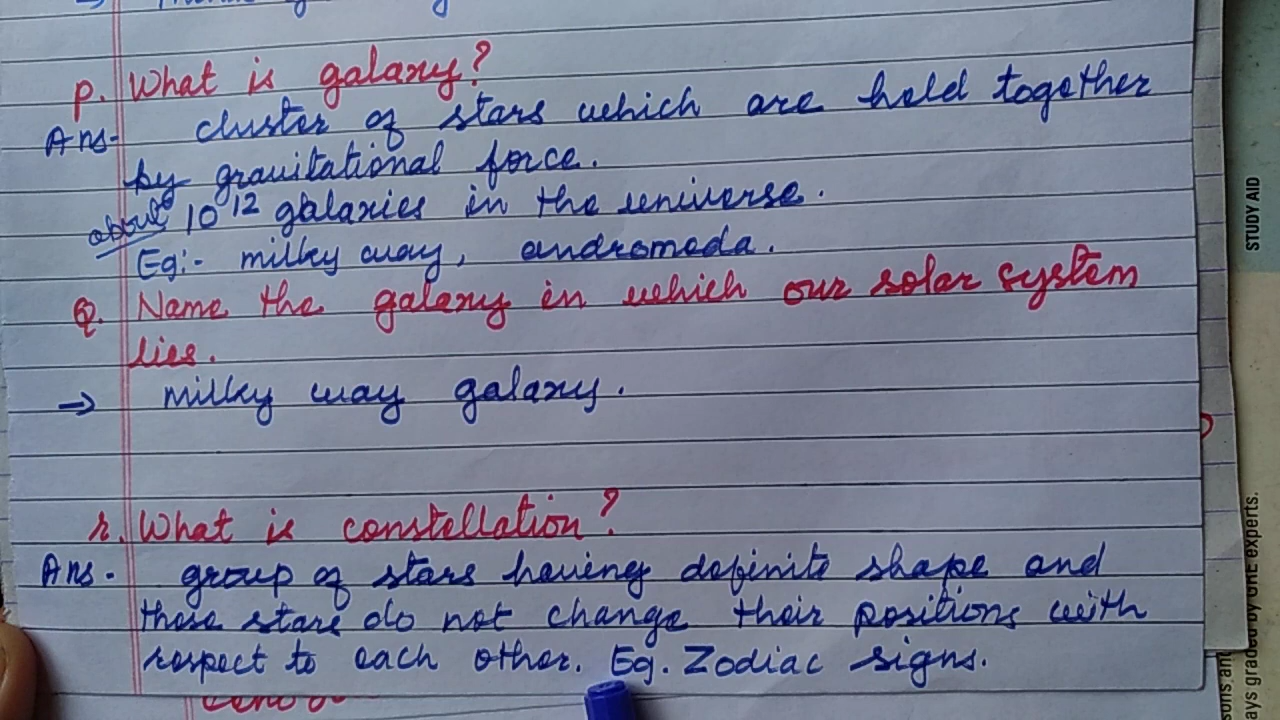 p. What is galaxy?
Ans- cluster of stars which are held together
by gravitational force.
about 10^12 galaxies in the universe.
Eg:- milky way, andromeda.
Q. Name the galaxy in which our solar system
lies.
→ milky way galaxy.
r. What is constellation?
Ans- group of stars having definite shape and
these stars do not change their positions with
respect to each other. Eg. Zodiac signs.
STUDY AID
experts.